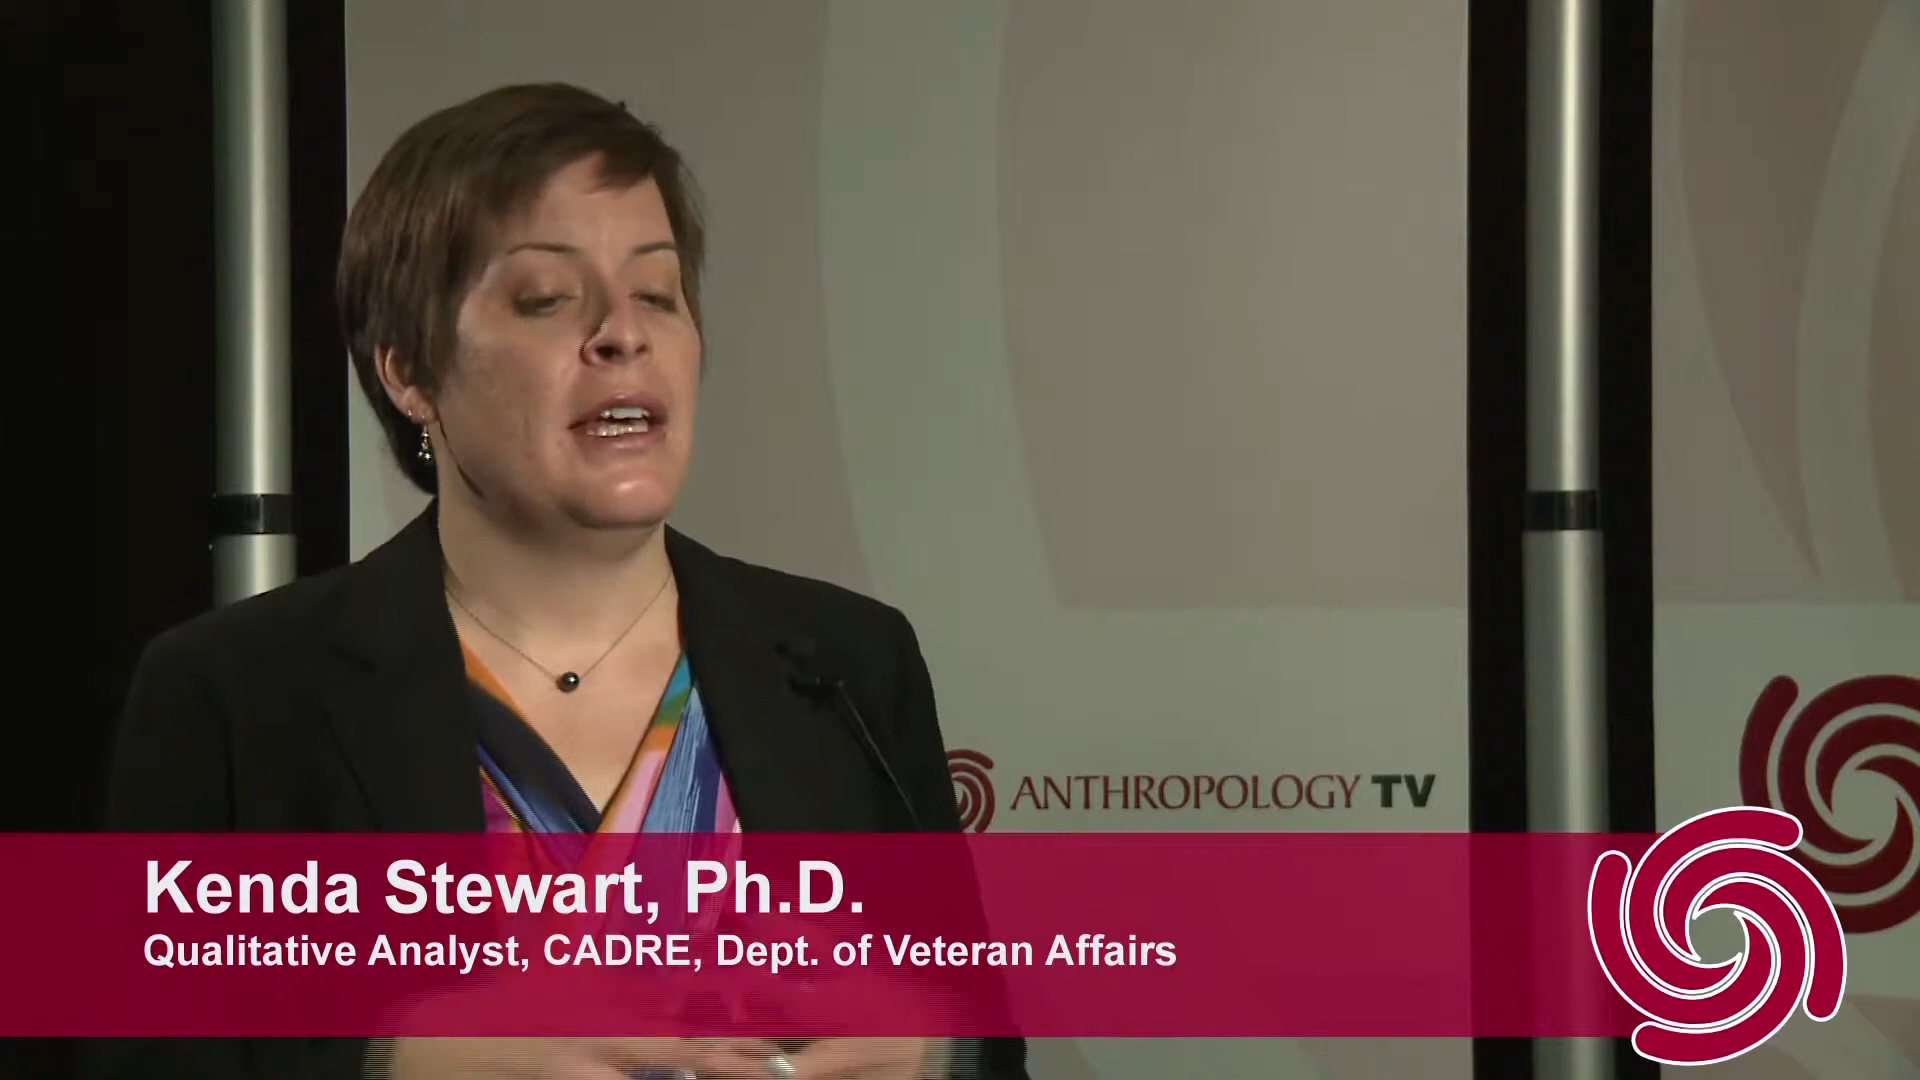 ANTHROPOLOGY TV
Kenda Stewart, Ph.D.
Qualitative Analyst, CADRE, Dept. of Veteran Affairs